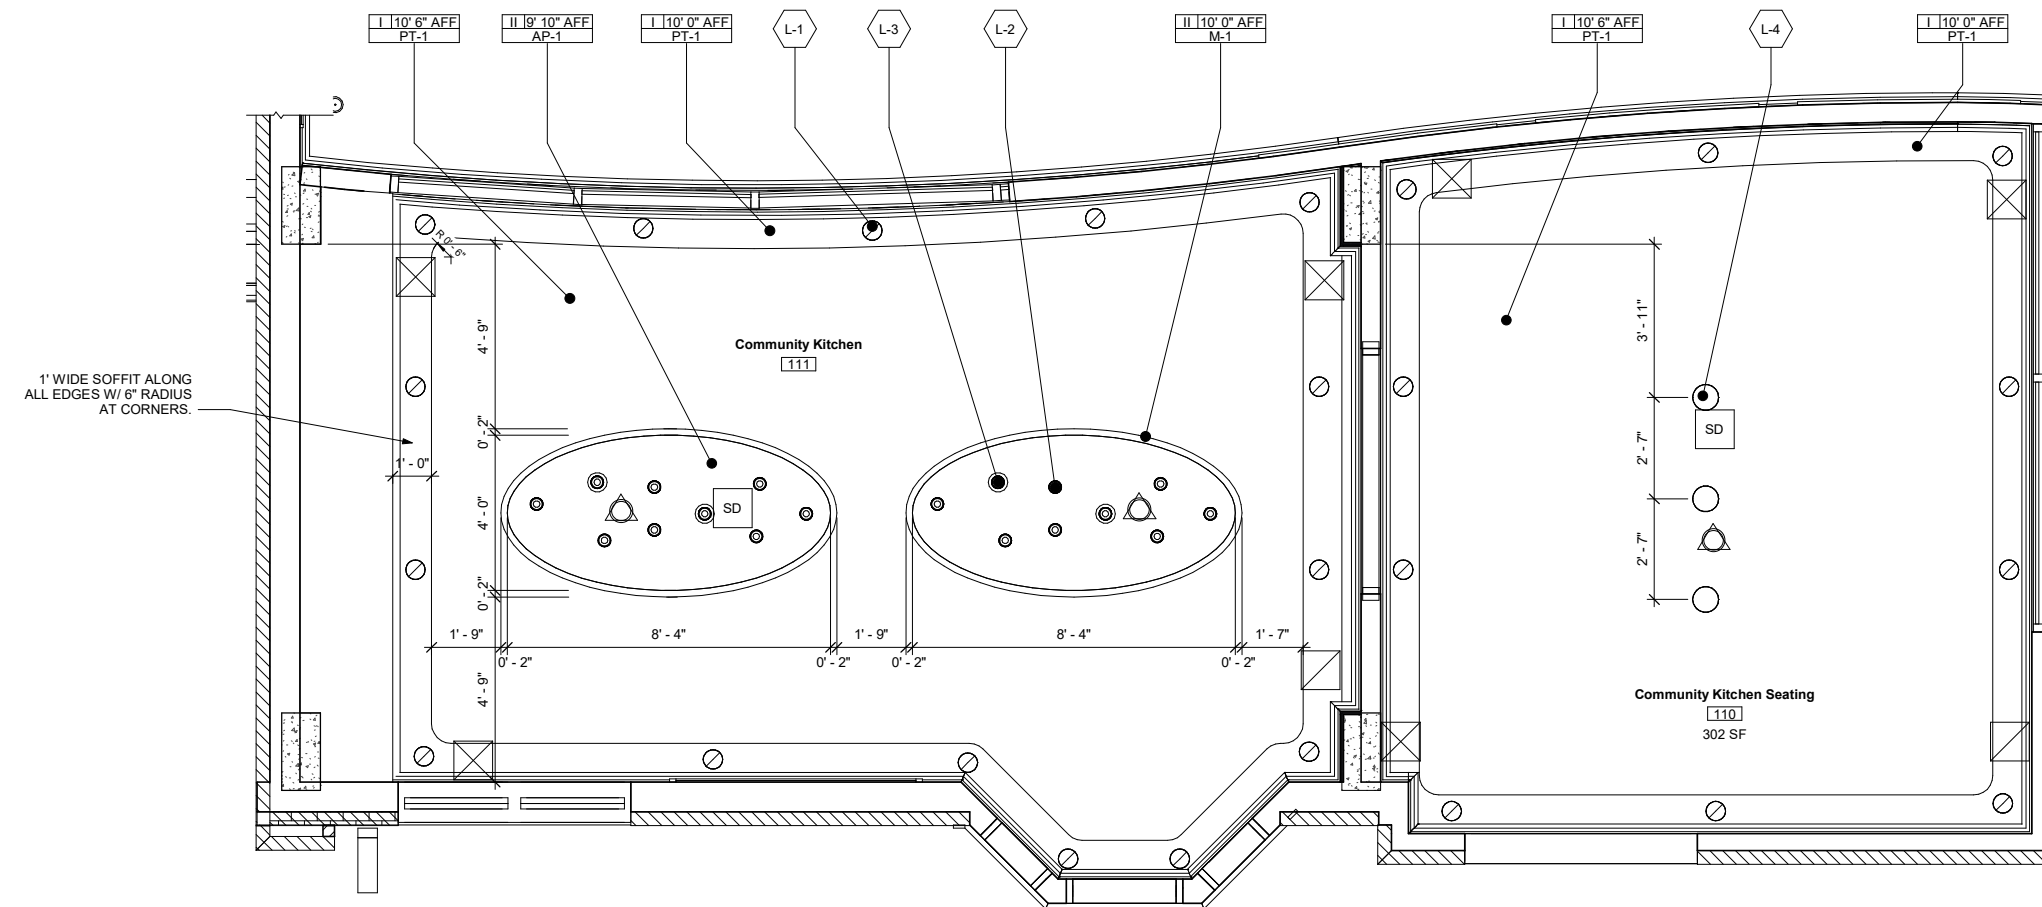 I 10' 6" AFF
PT-1
II 9' 10" AFF
AP-1
I 10' 0" AFF
PT-1
L-1
L-3
L-2
II 10' 0" AFF
M-1
I 10' 6" AFF
PT-1
L-4
I 10' 0" AFF
PT-1
R 0' - 6"
4' - 9"
3' - 11"
Community Kitchen
111
1' WIDE SOFFIT ALONG
ALL EDGES W/ 6" RADIUS
AT CORNERS.
0' - 2"
SD
2' - 7"
1' - 0"
4' - 0"
SD
2' - 7"
0' - 2"
1' - 9"
8' - 4"
1' - 9"
8' - 4"
1' - 7"
0' - 2"
0' - 2"
0' - 2"
0' - 2"
4' - 9"
Community Kitchen Seating
110
302 SF